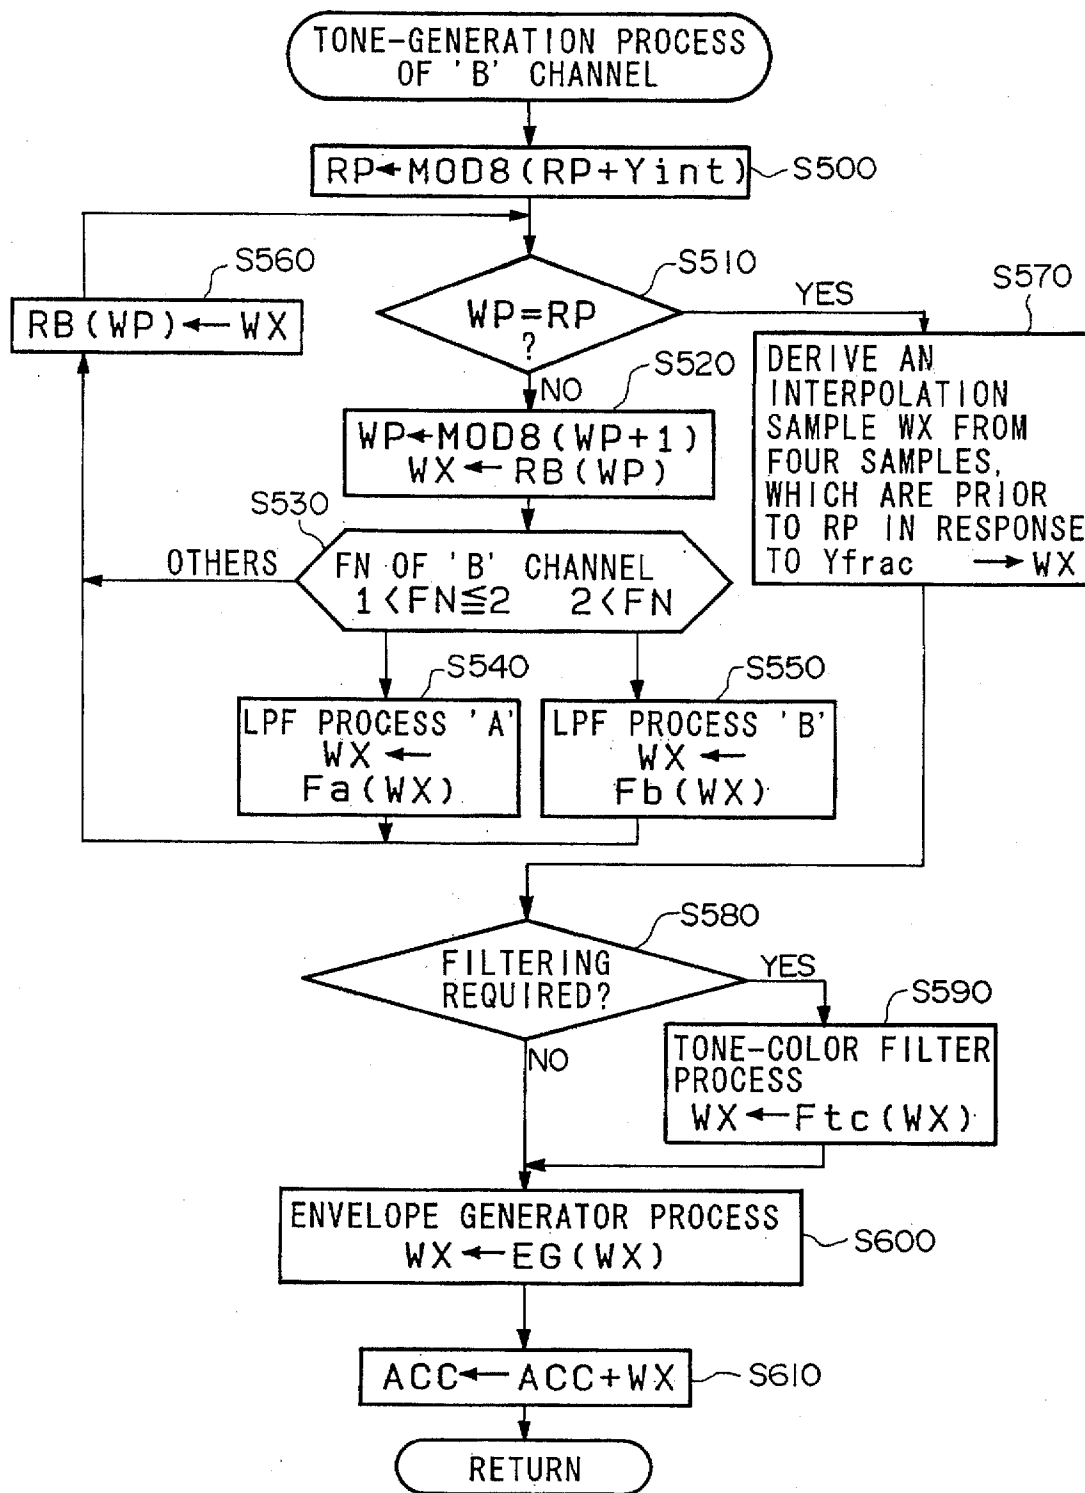 TONE-GENERATION PROCESS
OF 'B' CHANNEL
RP←MOD8(RP+Yint)
S500
S510
WP=RP
?
YES
NO
S560
RB(WP)← WX
S520
WP←MOD8(WP+1)
WX← RB(WP)
S570
DERIVE AN
INTERPOLATION
SAMPLE WX FROM
FOUR SAMPLES,
WHICH ARE PRIOR
TO RP IN RESPONSE
TO Yfrac → WX
S530
OTHERS
FN OF 'B' CHANNEL
1<FN≦2 2<FN
S540
LPF PROCESS 'A'
WX ←
Fa(WX)
S550
LPF PROCESS 'B'
WX ←
Fb(WX)
S580
FILTERING
REQUIRED?
YES
NO
S590
TONE-COLOR FILTER
PROCESS
WX←Ftc(WX)
ENVELOPE GENERATOR PROCESS
WX←EG(WX)
S600
ACC←ACC+WX
S610
RETURN